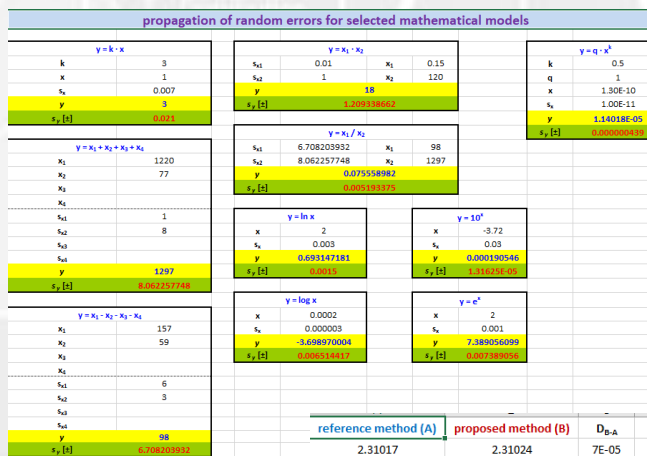 propagation of random errors for selected mathematical models
y = k · x
k 3
x 1
sx 0.007
y 3
sy [±] 0.021
y = x1 + x2 + x3 + x4
x1 1220
x2 77
x3
x4
sx1 1
sx2 8
sx3
sx4
y 1297
sy [±] 8.062257748
y = x1 - x2 - x3 - x4
x1 157
x2 59
x3
x4
sx1 6
sx2 3
sx3
sx4
y 98
sy [±] 6.708203932
y = x1 · x2
sx1 0.01 x1 0.15
sx2 1 x2 120
y 18
sy [±] 1.209338662
y = x1 / x2
sx1 6.708203932 x1 98
sx2 8.062257748 x2 1297
y 0.075558982
sy [±] 0.005193375
y = ln x
x 2
sx 0.003
y 0.693147181
sy [±] 0.0015
y = log x
x 0.0002
sx 0.000003
y -3.698970004
sy [±] 0.006514417
y = 10x
x -3.72
sx 0.03
y 0.000190546
sy [±] 1.31625E-05
y = ex
x 2
sx 0.001
y 7.389056099
sy [±] 0.007389056
y = q · xk
k 0.5
q 1
x 1.30E-10
sx 1.00E-11
y 1.14018E-05
sy [±] 0.000000439
reference method (A) proposed method (B) DB-A
2.31017 2.31024 7E-05